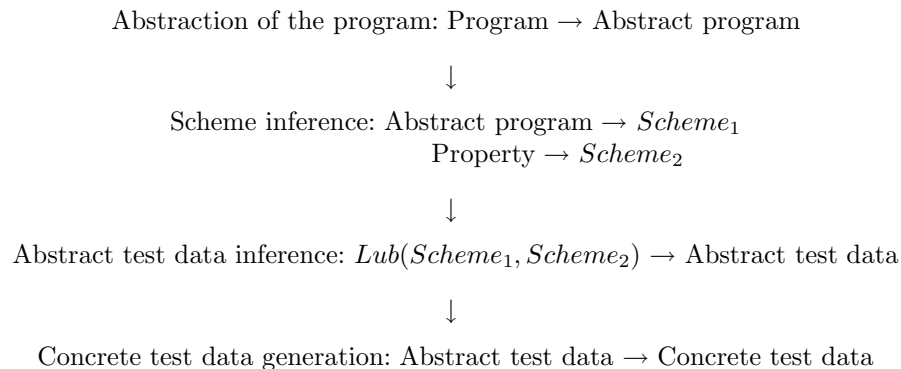 Abstraction of the program: Program → Abstract program
↓
Scheme inference: Abstract program → Scheme₁
Property → Scheme₂
↓
Abstract test data inference: Lub(Scheme₁, Scheme₂) → Abstract test data
↓
Concrete test data generation: Abstract test data → Concrete test data